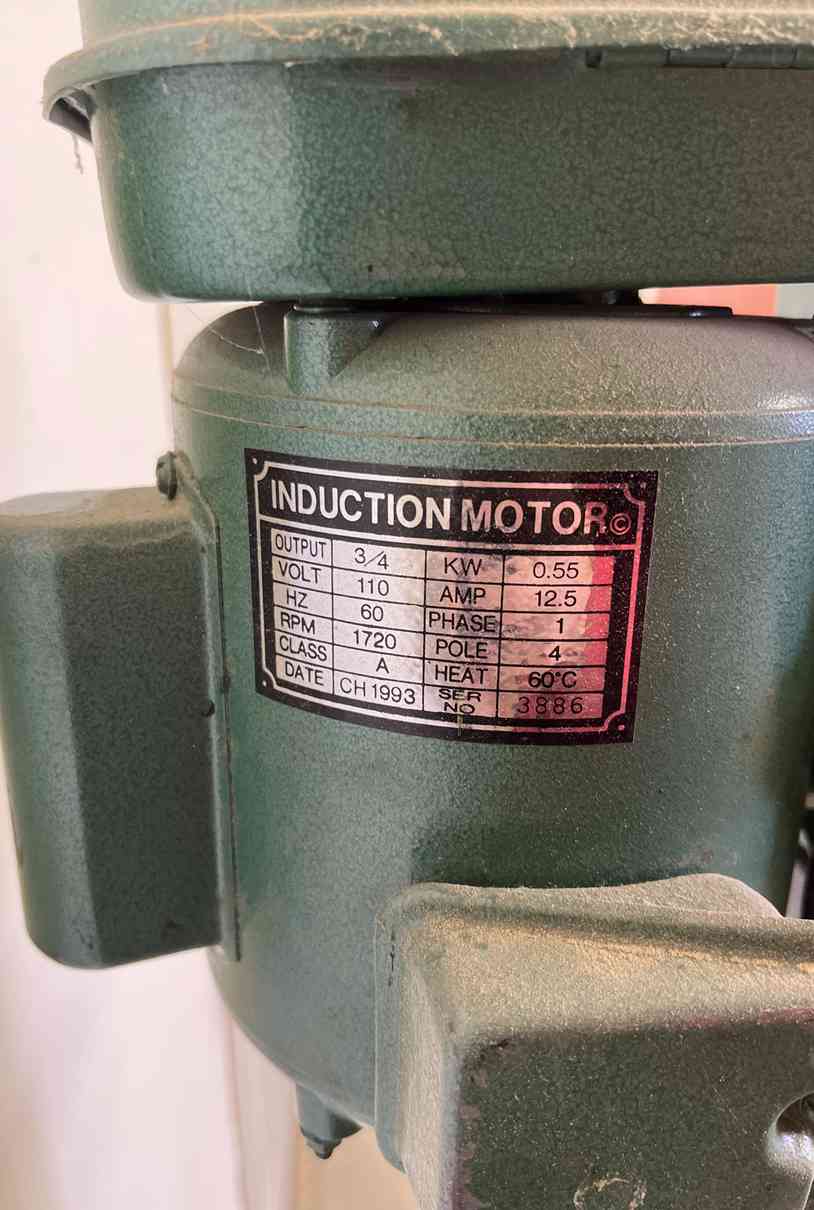 INDUCTION MOTOR©
OUTPUT 3/4 KW 0.55
VOLT 110 AMP 12.5
HZ 60 PHASE 1
RPM 1720 POLE 4
CLASS A HEAT 60°C
DATE CH 1993 SER NO 3886